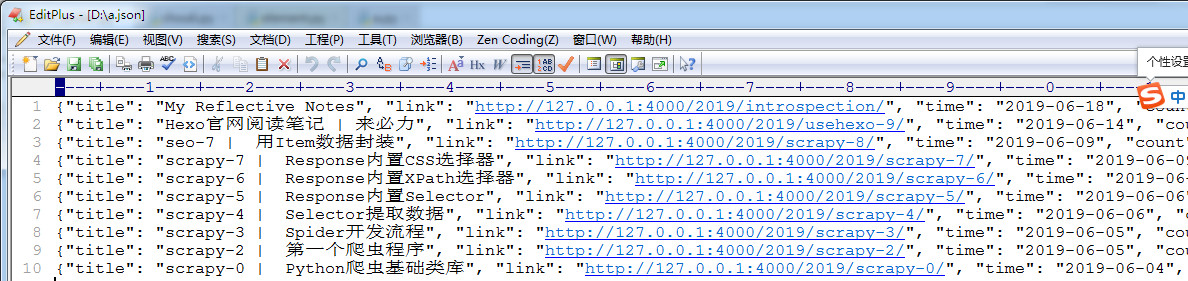 EditPlus - [D:\a.json]
文件(F) 编辑(E) 视图(V) 搜索(S) 文档(D) 工程(P) 工具(T) 浏览器(B) Zen Coding(Z) 窗口(W) 帮助(H)
个性设置
----+----1----+----2----+----3----+----4----+----5----+----6----+----7----+----8----+----9----+----0----+----
1 {"title": "My Reflective Notes", "link": "http://127.0.0.1:4000/2019/introspection/", "time": "2019-06-18", "count
2 {"title": "Hexo官网阅读笔记 | 来必力", "link": "http://127.0.0.1:4000/2019/usehexo-9/", "time": "2019-06-14", "cou
3 {"title": "seo-7 | 用Item数据封装", "link": "http://127.0.0.1:4000/2019/scrapy-8/", "time": "2019-06-09", "count"
4 {"title": "scrapy-7 | Response内置CSS选择器", "link": "http://127.0.0.1:4000/2019/scrapy-7/", "time": "2019-06-09
5 {"title": "scrapy-6 | Response内置XPath选择器", "link": "http://127.0.0.1:4000/2019/scrapy-6/", "time": "2019-06-
6 {"title": "scrapy-5 | Response内置Selector", "link": "http://127.0.0.1:4000/2019/scrapy-5/", "time": "2019-06-06"
7 {"title": "scrapy-4 | Selector提取数据", "link": "http://127.0.0.1:4000/2019/scrapy-4/", "time": "2019-06-06", "c
8 {"title": "scrapy-3 | Spider开发流程", "link": "http://127.0.0.1:4000/2019/scrapy-3/", "time": "2019-06-05", "co
9 {"title": "scrapy-2 | 第一个爬虫程序", "link": "http://127.0.0.1:4000/2019/scrapy-2/", "time": "2019-06-05", "co
10 {"title": "scrapy-0 | Python爬虫基础类库", "link": "http://127.0.0.1:4000/2019/scrapy-0/", "time": "2019-06-04",